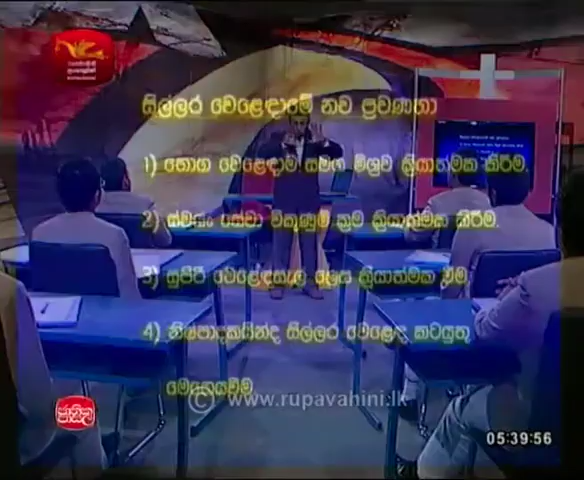 සිල්ලර වෙළෙඳාමේ නව ප්‍රවණතා
1) තොග වෙළෙඳාම සමඟ මිශ්‍රව ක්‍රියාත්මක කිරීම.
2) ස්වයං සේවා විකුණුම් ක්‍රම ක්‍රියාත්මක කිරීම.
3) සුපිරි වෙළෙඳසැල් ලෙස ක්‍රියාත්මක වීම
4) නිෂ්පාදකයින්ද සිල්ලර වෙළෙඳ කටයුතු
මෙහෙයවීම
© www.rupavahini.lk
ජාතික
05:39:56